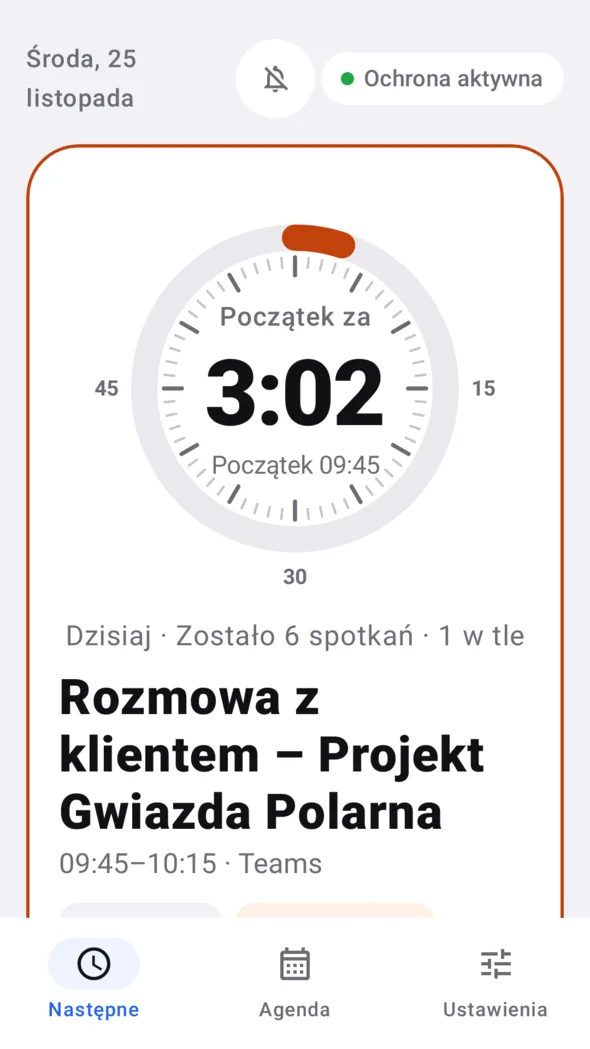 Środa, 25
listopada
Ochrona aktywna
Początek za
3:02
Początek 09:45
45
15
30
Dzisiaj · Zostało 6 spotkań · 1 w tle
Rozmowa z
klientem – Projekt
Gwiazda Polarna
09:45–10:15 · Teams
Następne
Agenda
Ustawienia